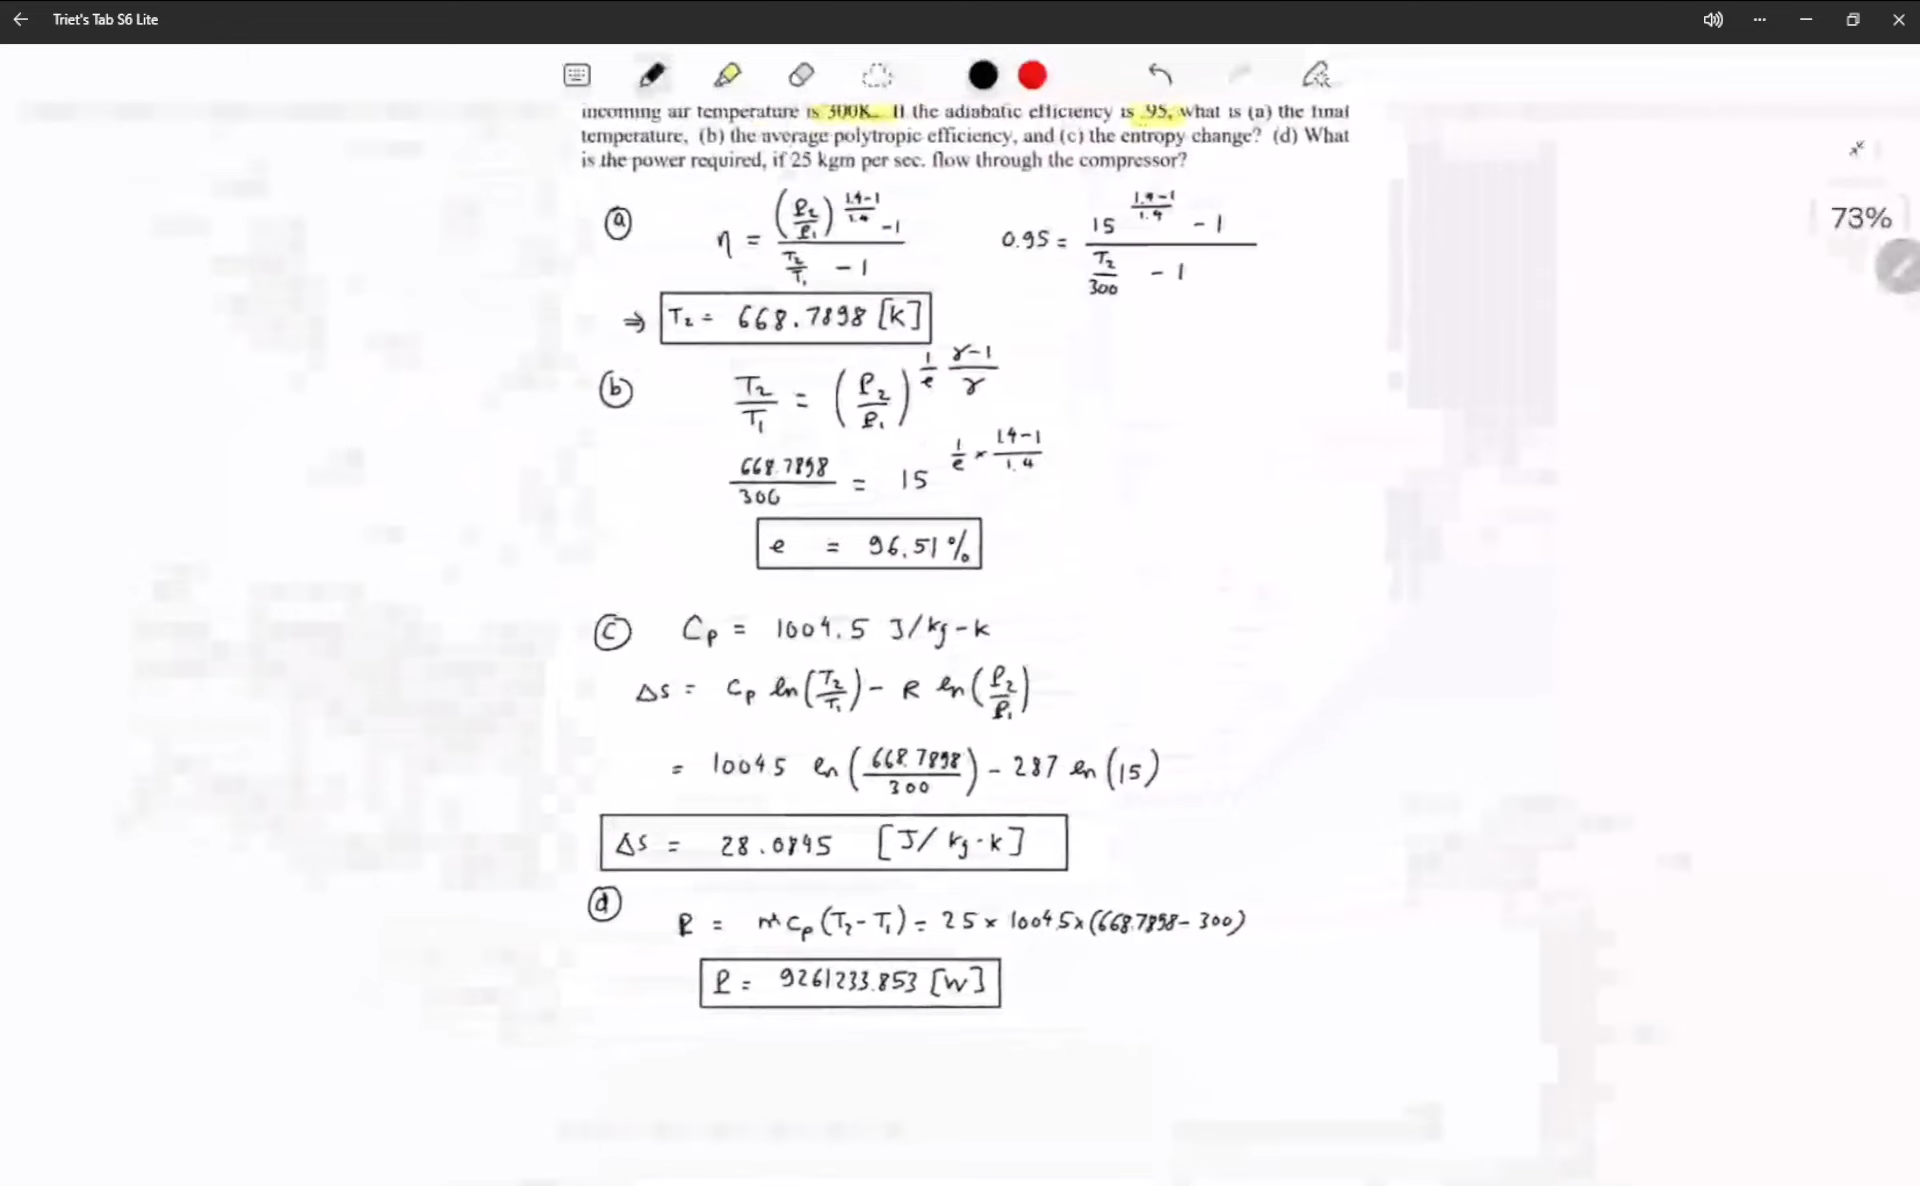 Triet's Tab S6 Lite
incoming air temperature is 300K. If the adiabatic efficiency is .95, what is (a) the final
temperature, (b) the average polytropic efficiency, and (c) the entropy change? (d) What
is the power required, if 25 kgm per sec. flow through the compressor?
73%
(a) η = ((P2/P1)^((1.4-1)/1.4) - 1) / (T2/T1 - 1) 0.95 = (15^((1.4-1)/1.4) - 1) / (T2/300 - 1)
⇒ T2 = 668.7898 [K]
(b) T2/T1 = (P2/P1)^(1/e (γ-1)/γ)
668.7898/300 = 15^(1/e × (1.4-1)/1.4)
e = 96.51%
(c) Cp = 1004.5 J/kg-K
Δs = Cp ln(T2/T1) - R ln(P2/P1)
= 1004.5 ln(668.7898/300) - 287 ln(15)
Δs = 28.0845 [J/kg-K]
(d) P = ṁ Cp (T2 - T1) = 25 × 1004.5 × (668.7898 - 300)
P = 9261233.853 [W]